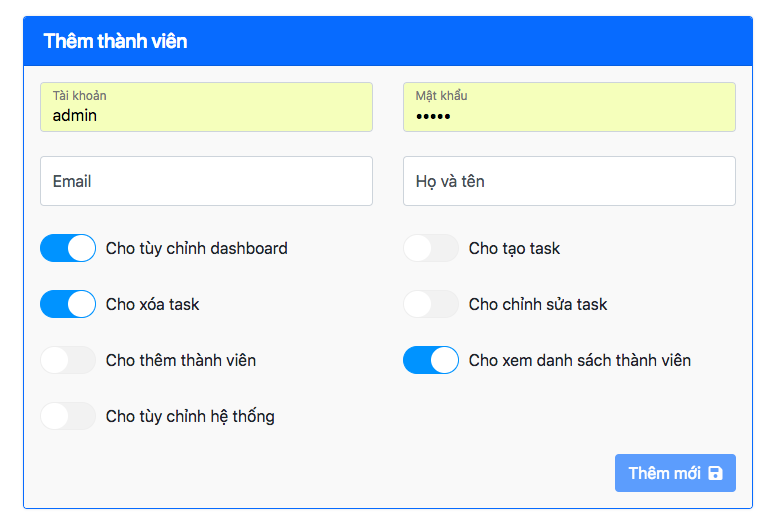 Thêm thành viên
Tài khoản
admin
Mật khẩu
•••••
Email
Họ và tên
Cho tùy chỉnh dashboard
Cho tạo task
Cho xóa task
Cho chỉnh sửa task
Cho thêm thành viên
Cho xem danh sách thành viên
Cho tùy chỉnh hệ thống
Thêm mới